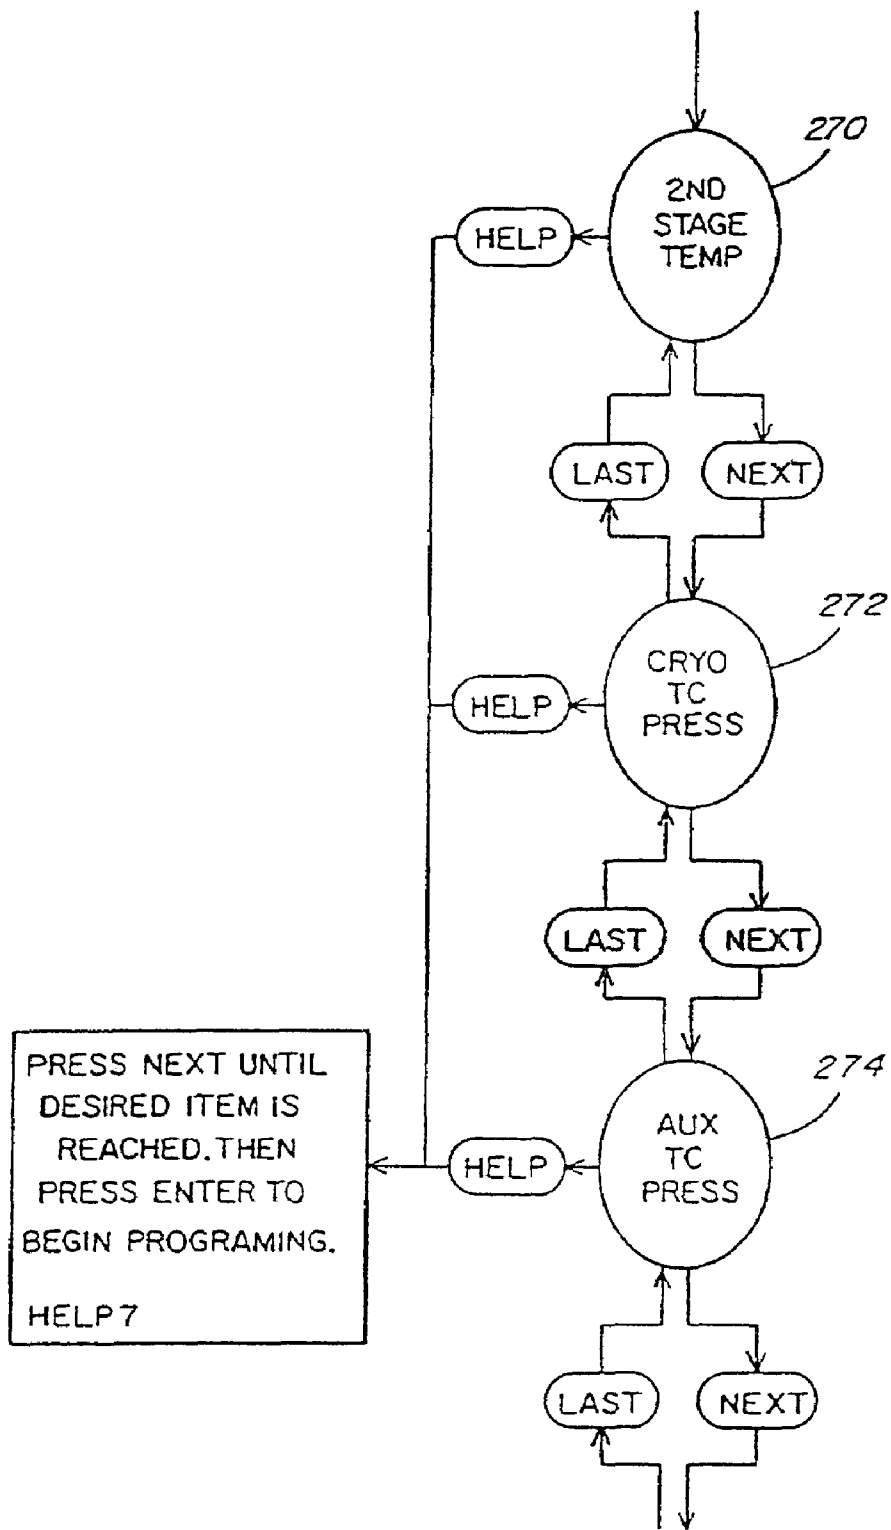 270
2ND
STAGE
TEMP
HELP
LAST
NEXT
272
CRYO
TC
PRESS
HELP
LAST
NEXT
274
AUX
TC
PRESS
HELP
PRESS NEXT UNTIL
DESIRED ITEM IS
REACHED. THEN
PRESS ENTER TO
BEGIN PROGRAMING.
HELP 7
LAST
NEXT